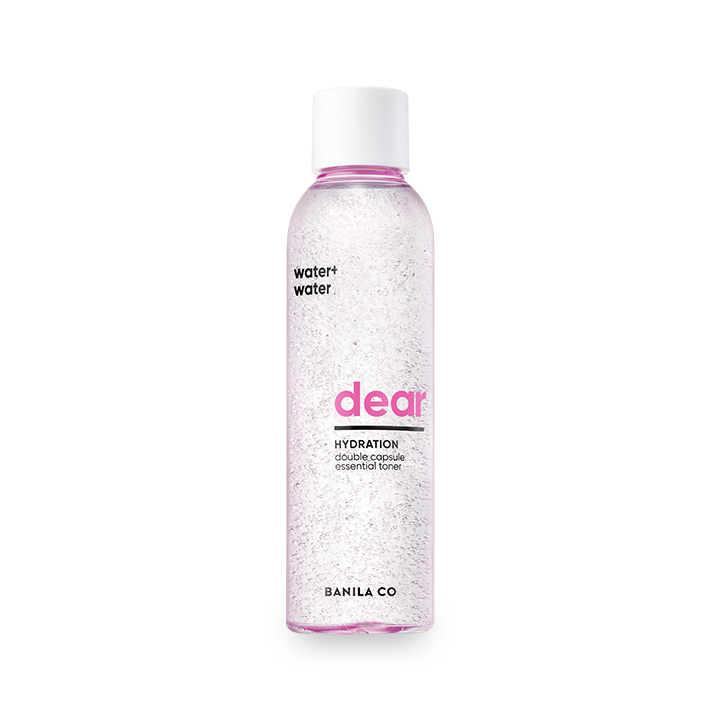 water+
water
dear
HYDRATION
double capsule
essential toner
BANILA CO